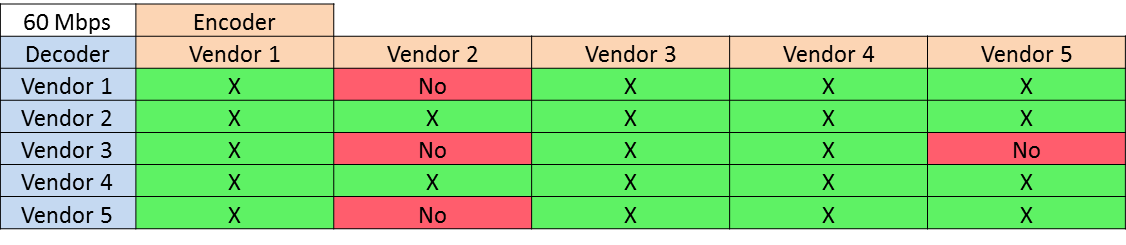 60 Mbps Encoder
Decoder Vendor 1 Vendor 2 Vendor 3 Vendor 4 Vendor 5
Vendor 1 X No X X X
Vendor 2 X X X X X
Vendor 3 X No X X No
Vendor 4 X X X X X
Vendor 5 X No X X X